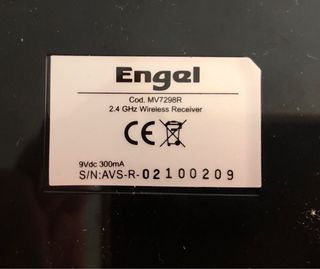 Engel
Cod. MV7298R
2.4 GHz Wireless Receiver
CE
9Vdc 300mA
S/N:AVS-R-02100209